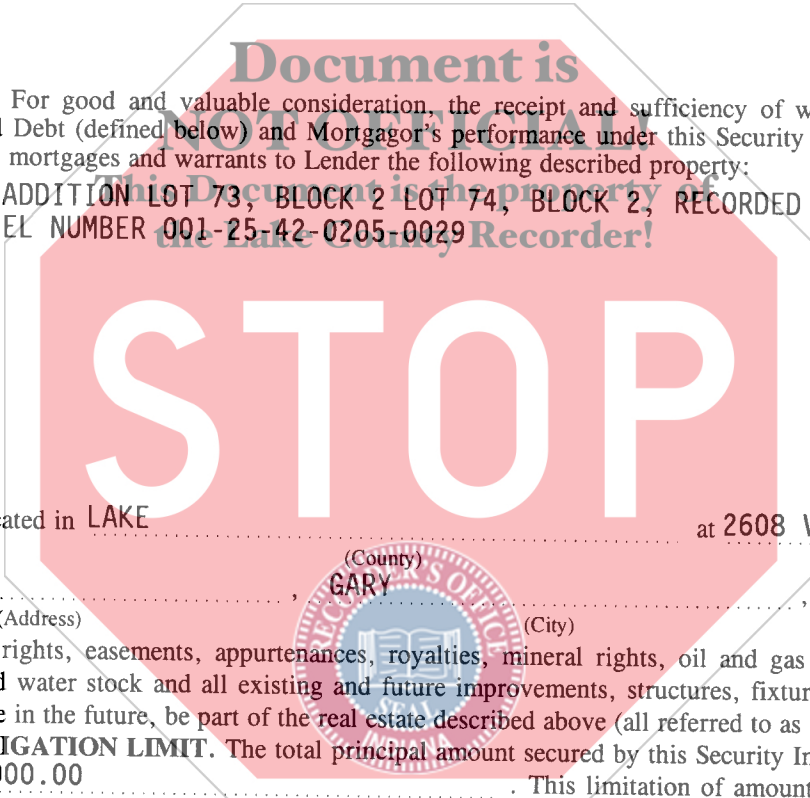 Document is
For good and valuable consideration, the receipt and sufficiency of w
NOT OFFICIAL!
Debt (defined below) and Mortgagor's performance under this Security
mortgages and warrants to Lender the following described property:
This Document is the property of
ADDITION LOT 73, BLOCK 2 LOT 74, BLOCK 2, RECORDED
EL NUMBER 001-25-42-0205-0029
the Lake County Recorder!
STOP
cated in LAKE at 2608
(County)
, GARY ,
(Address) (City)
RECORDER'S OFFICE
rights, easements, appurtenances, royalties, mineral rights, oil and gas
d water stock and all existing and future improvements, structures, fixtur
SEAL
e in the future, be part of the real estate described above (all referred to as
INDIANA
IGATION LIMIT. The total principal amount secured by this Security In
000.00 . This limitation of amoun